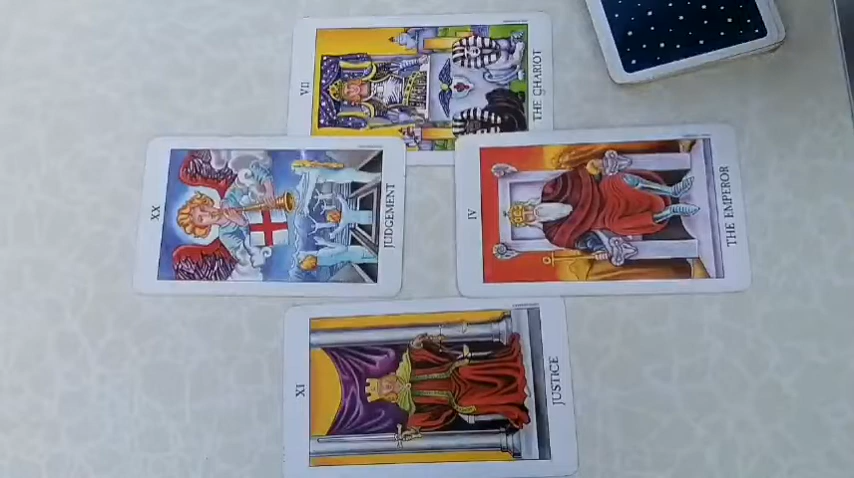 VII
THE CHARIOT
XX
JUDGEMENT
IV
THE EMPEROR
XI
JUSTICE